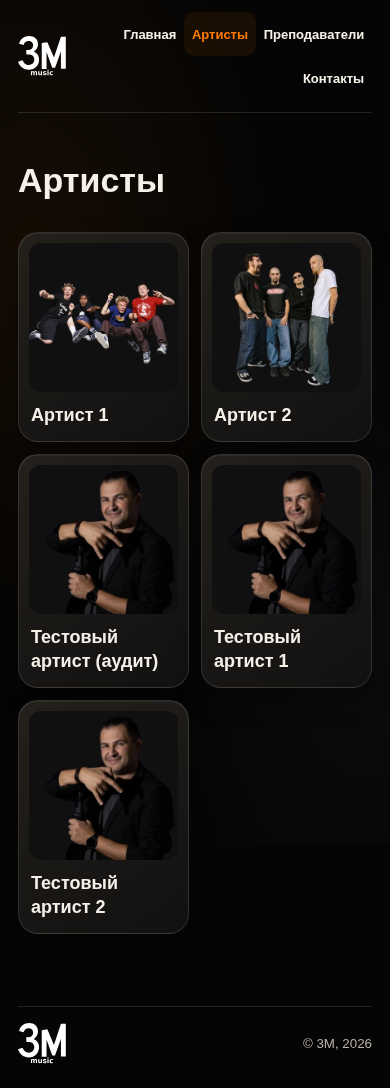 3M
music
Главная Артисты Преподаватели
Контакты
Артисты
Артист 1
Артист 2
Тестовый
артист (аудит)
Тестовый
артист 1
Тестовый
артист 2
3M
music
© 3M, 2026